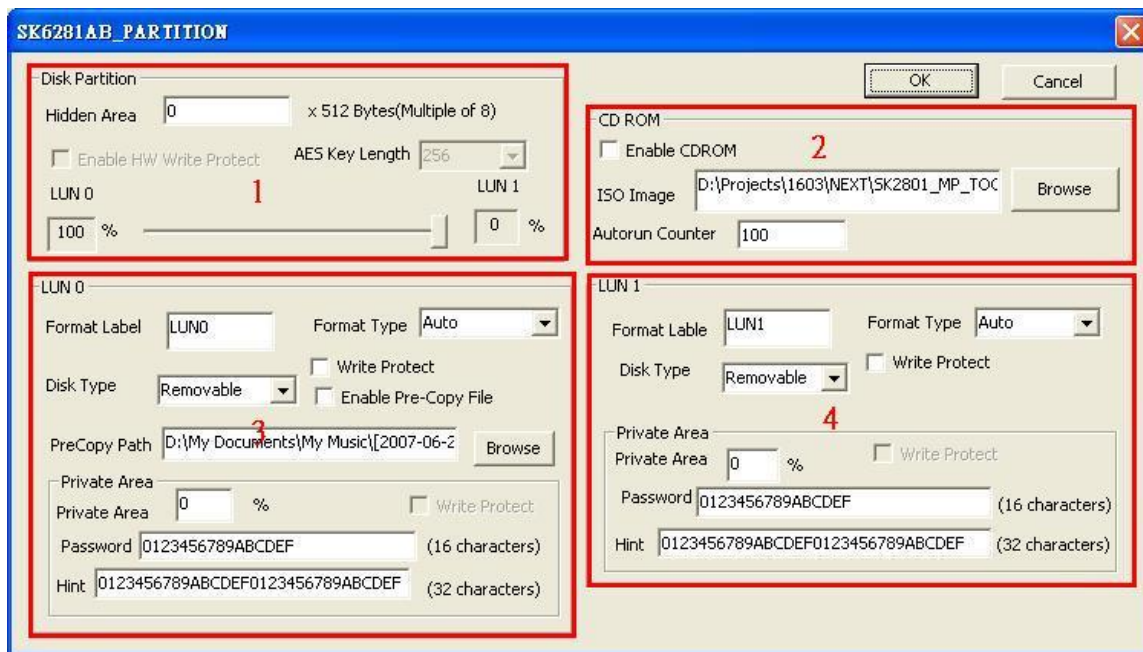 SK6281AB_PARTITION
OK
Cancel
Disk Partition
Hidden Area 0 x 512 Bytes(Multiple of 8)
Enable HW Write Protect AES Key Length 256
1
LUN 0 LUN 1
100 % 0 %
CD ROM
Enable CDROM
2
ISO Image D:\Projects\1603\NEXT\SK2801_MP_TOO Browse
Autorun Counter 100
LUN 0
Format Label LUN0 Format Type Auto
Write Protect
Disk Type Removable
Enable Pre-Copy File
3
PreCopy Path D:\My Documents\My Music\[2007-06-2 Browse
Private Area
Private Area 0 % Write Protect
Password 0123456789ABCDEF (16 characters)
Hint 0123456789ABCDEF0123456789ABCDEF (32 characters)
LUN 1
Format Lable LUN1 Format Type Auto
Disk Type Removable Write Protect
4
Private Area
Private Area 0 % Write Protect
Password 0123456789ABCDEF (16 characters)
Hint 0123456789ABCDEF0123456789ABCDEF (32 characters)